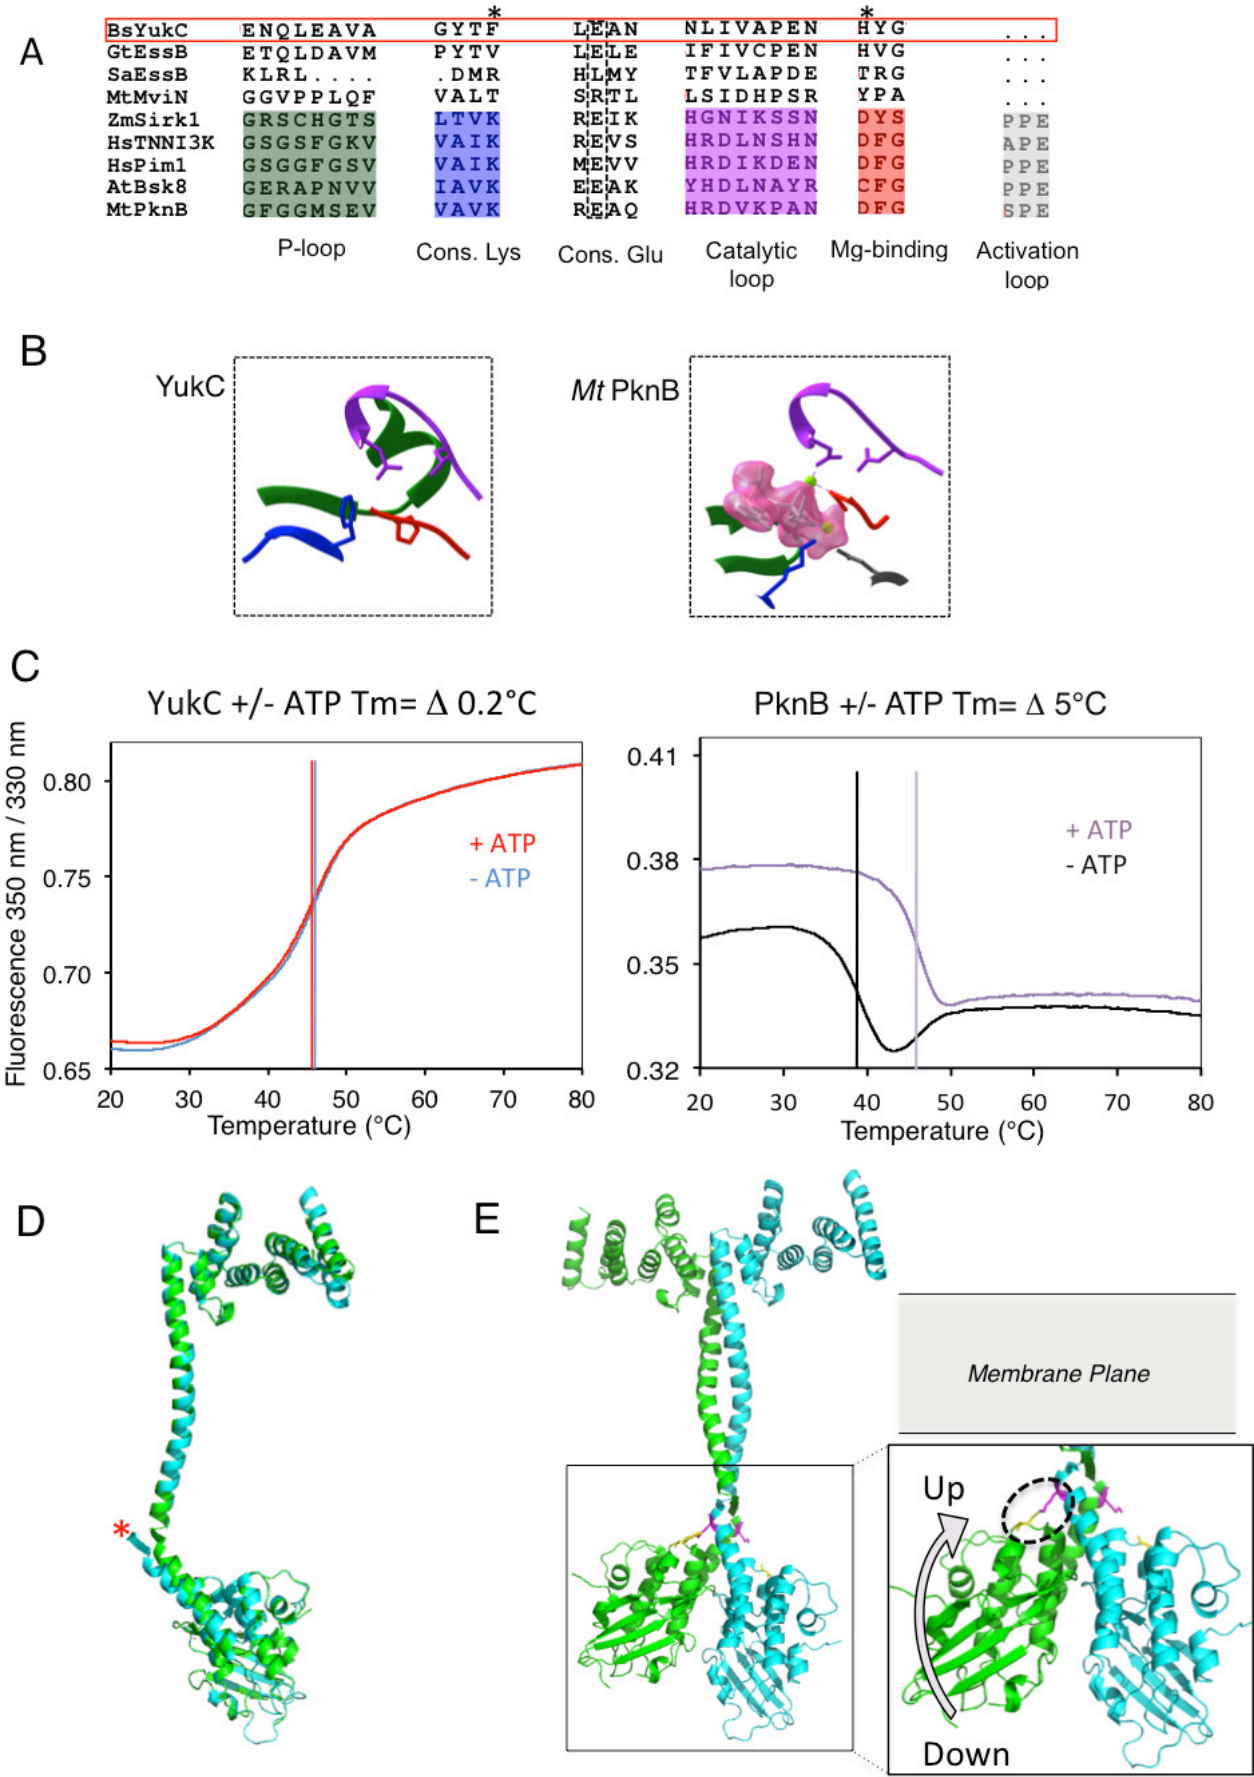 A
* *
BsYukC ENQLEAVA GYTF LEAN NLIVAPEN HYG ...
GtEssB ETQLDAVM PYTV LELE IFIVCPEN HVG ...
SaEssB KLRL.... .DMR HLMY TFVLAPDE TRG ...
MtMviN GGVPPLQF VALT SRTL LSIDHPSR YPA ...
ZmSirk1 GRSCHGTS LTVK REIK HGNIKSSN DYS PPE
HsTNNI3K GSGSFGKV VAIK REVS HRDLNSHN DFG APE
HsPim1 GSGGFGSV VAIK MEVV HRDIKDEN DFG PPE
AtBsk8 GERAPNVV IAVK EEAK YHDLNAYR CFG PPE
MtPknB GFGGMSEV VAVK REAQ HRDVKPAN DFG SPE
P-loop Cons. Lys Cons. Glu Catalytic loop Mg-binding Activation loop
B
YukC Mt PknB
C
YukC +/- ATP Tm= Δ 0.2°C
Fluorescence 350 nm / 330 nm
0.80
0.75
0.70
0.65
+ ATP
- ATP
20 30 40 50 60 70 80
Temperature (°C)
PknB +/- ATP Tm= Δ 5°C
0.41
0.38
0.35
0.32
+ ATP
- ATP
20 30 40 50 60 70 80
Temperature (°C)
D
*
E
Membrane Plane
Up
Down